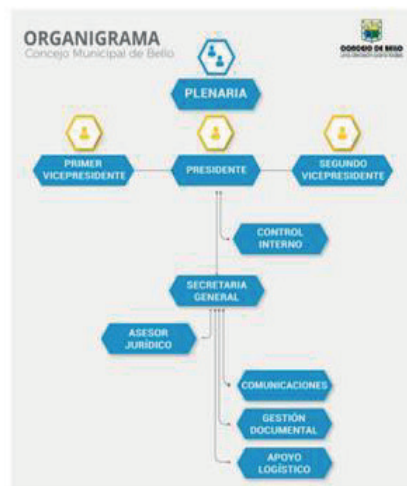 ORGANIGRAMA
Concejo Municipal de Bello
CONCEJO DE BELLO
PLENARIA
PRIMER
VICEPRESIDENTE
PRESIDENTE
SEGUNDO
VICEPRESIDENTE
CONTROL
INTERNO
SECRETARIA
GENERAL
ASESOR
JURÍDICO
COMUNICACIONES
GESTIÓN
DOCUMENTAL
APOYO
LOGÍSTICO